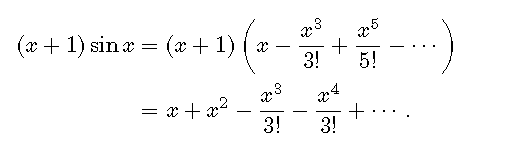 (x + 1) sin x = (x + 1) (x − x³/3! + x⁵/5! − ⋯)
= x + x² − x³/3! − x⁴/3! + ⋯ .